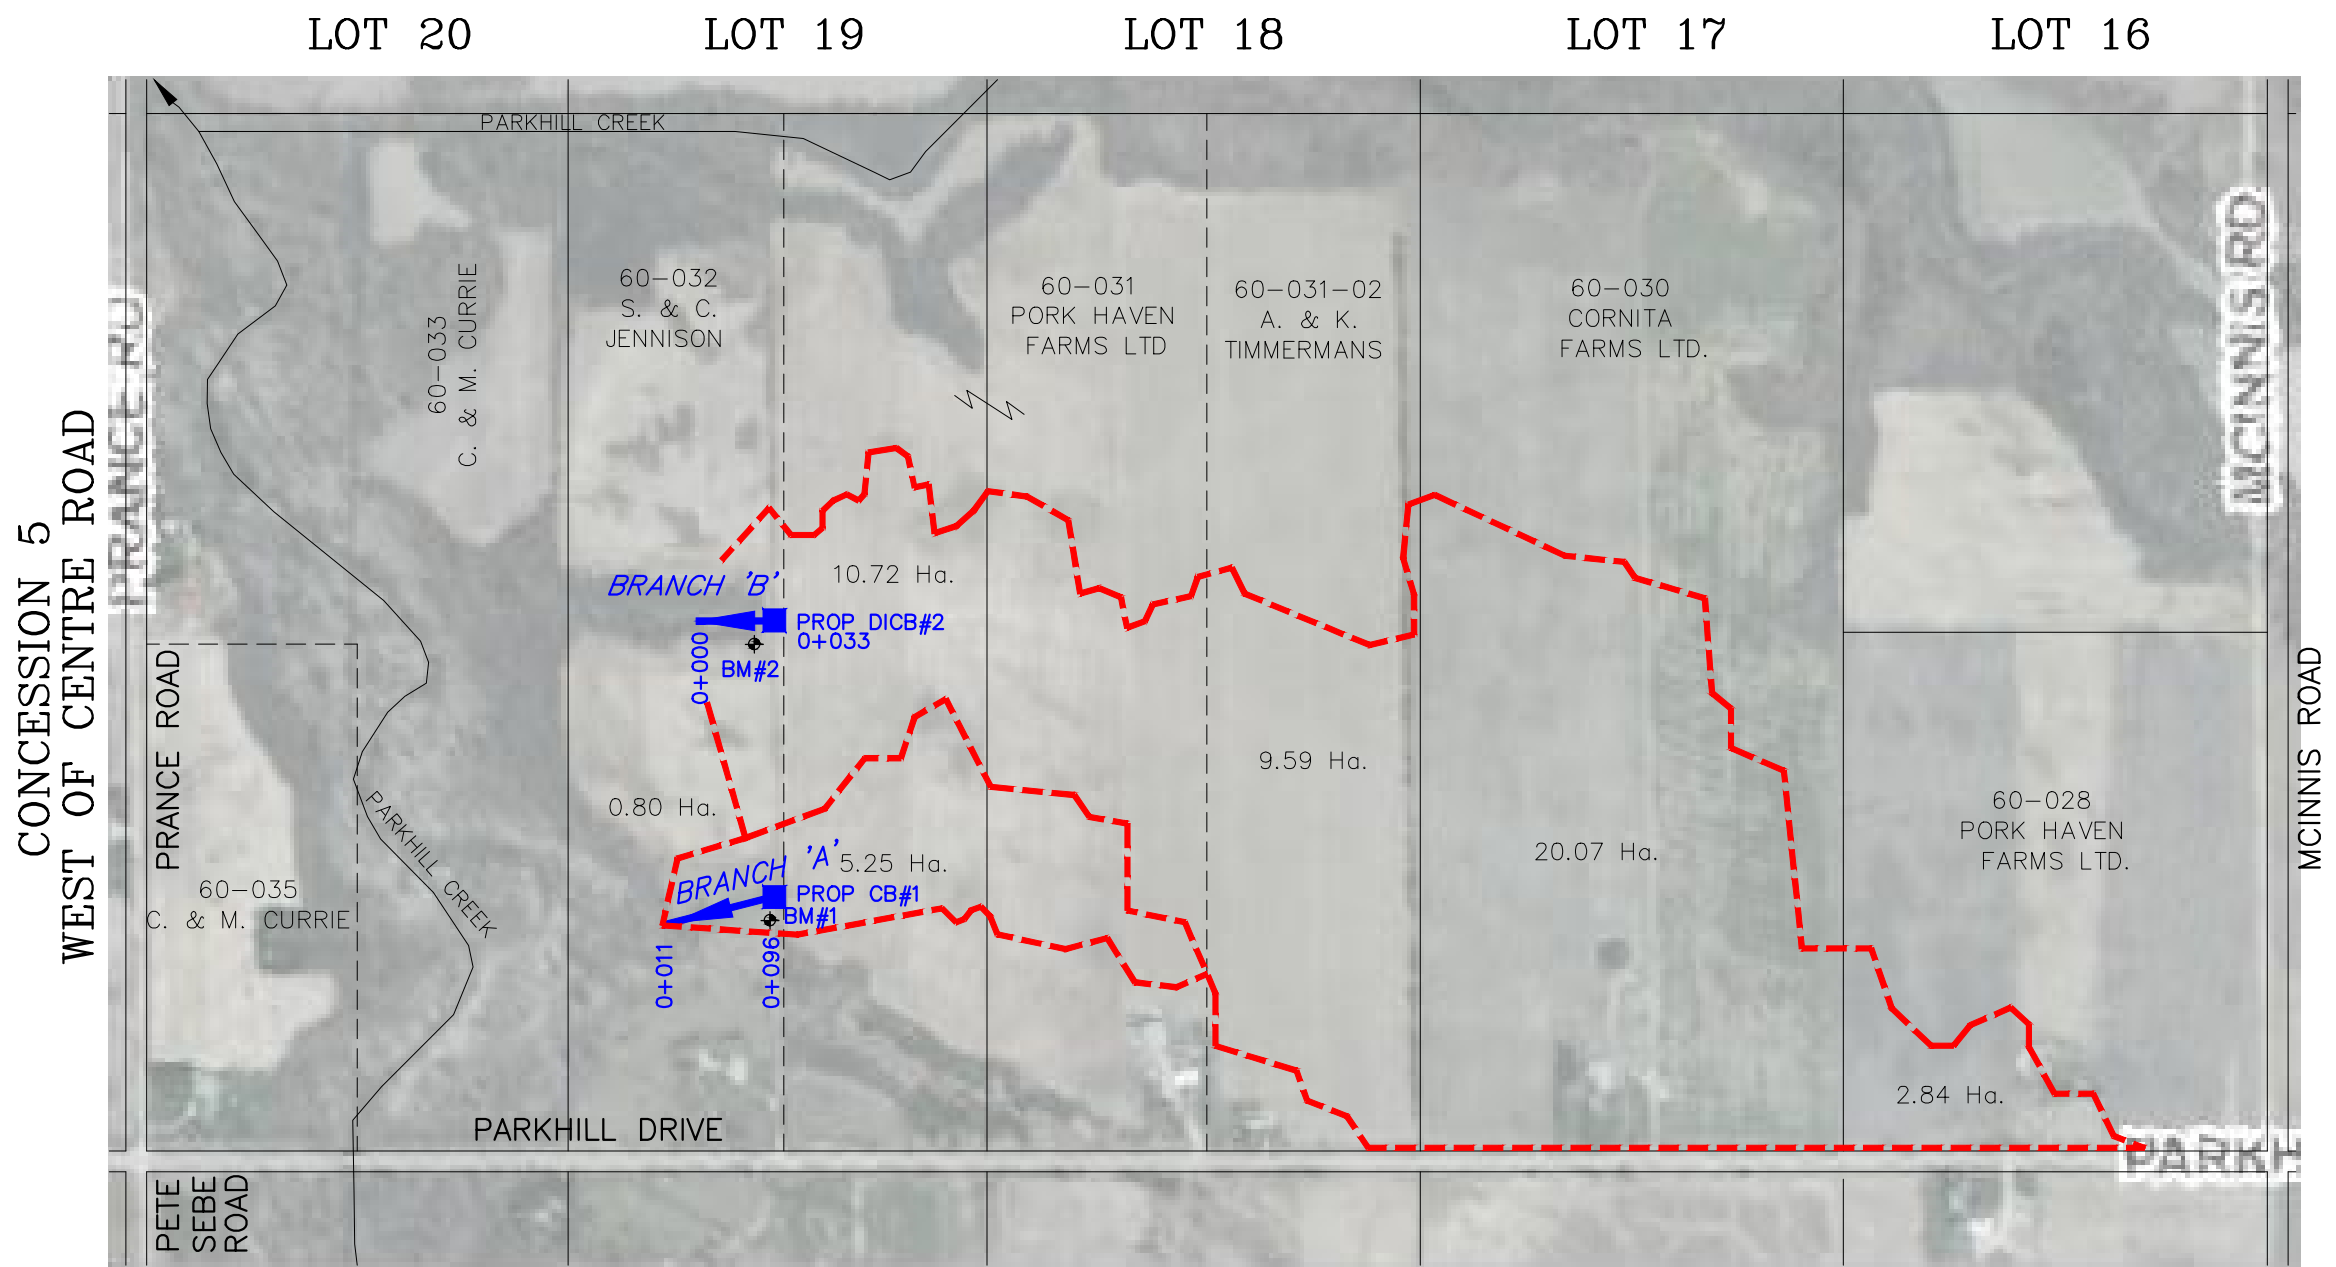 LOT 20
LOT 19
LOT 18
LOT 17
LOT 16
PARKHILL CREEK
CONCESSION 5
WEST OF CENTRE ROAD
PRANCE RD
MCINNIS RD
60-033
C. & M. CURRIE
60-032
S. & C.
JENNISON
60-031
PORK HAVEN
FARMS LTD
60-031-02
A. & K.
TIMMERMANS
60-030
CORNITA
FARMS LTD.
BRANCH 'B'
10.72 Ha.
PROP DICB#2
0+033
0+000
BM#2
PRANCE ROAD
MCINNIS ROAD
9.59 Ha.
0.80 Ha.
PARKHILL CREEK
20.07 Ha.
60-028
PORK HAVEN
FARMS LTD.
BRANCH 'A'
5.25 Ha.
PROP CB#1
BM#1
0+011
0+096
60-035
C. & M. CURRIE
2.84 Ha.
PARKHILL DRIVE
PARKH
PETE
SEBE
ROAD